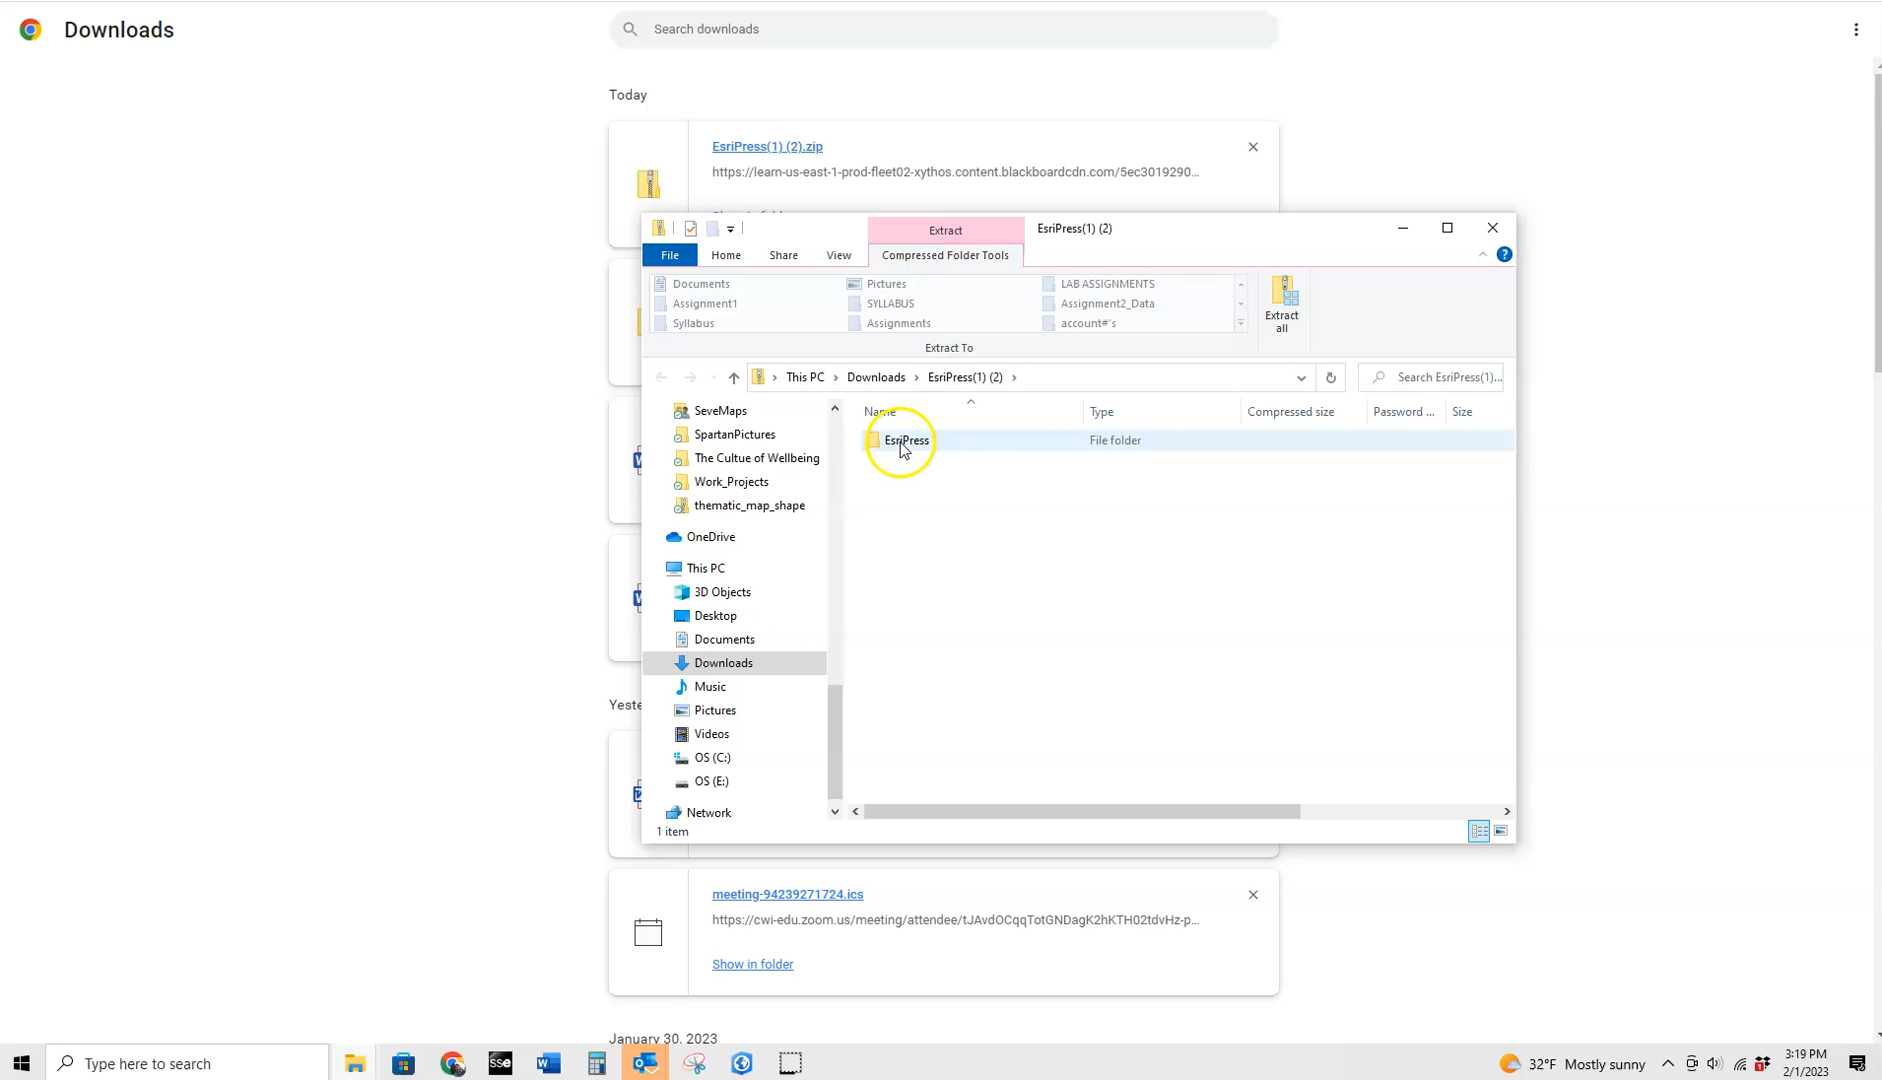 Downloads
Search downloads
Today
EsriPress(1) (2).zip
https://learn-us-east-1-prod-fleet02-xythos.content.blackboardcdn.com/5ec3019290...
Extract
EsriPress(1) (2)
File
Home
Share
View
Compressed Folder Tools
Documents
Pictures
LAB ASSIGNMENTS
Assignment1
SYLLABUS
Assignment2_Data
Syllabus
Assignments
account#'s
Extract all
Extract To
This PC > Downloads > EsriPress(1) (2) >
Search EsriPress(1)...
Name
Type
Compressed size
Password ...
Size
EsriPress
File folder
SeveMaps
SpartanPictures
The Cultue of Wellbeing
Work_Projects
thematic_map_shape
OneDrive
This PC
3D Objects
Desktop
Documents
Downloads
Music
Pictures
Videos
OS (C:)
OS (E:)
Network
1 item
Yeste
meeting-94239271724.ics
https://cwi-edu.zoom.us/meeting/attendee/tJAvdOCqqTotGNDagK2hKTH02tdvHz-p...
Show in folder
January 30, 2023
Type here to search
sse
32°F Mostly sunny
3:19 PM
2/1/2023